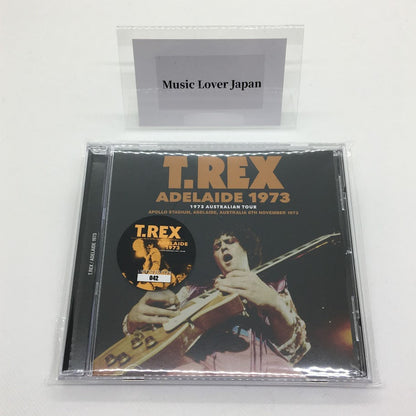 Music Lover Japan
T.REX
ADELAIDE 1973
1973 AUSTRALIAN TOUR
APOLLO STADIUM, ADELAIDE, AUSTRALIA 8TH NOVEMBER 1973
T.REX
ADELAIDE
1973
042
T.REX / ADELAIDE 1973